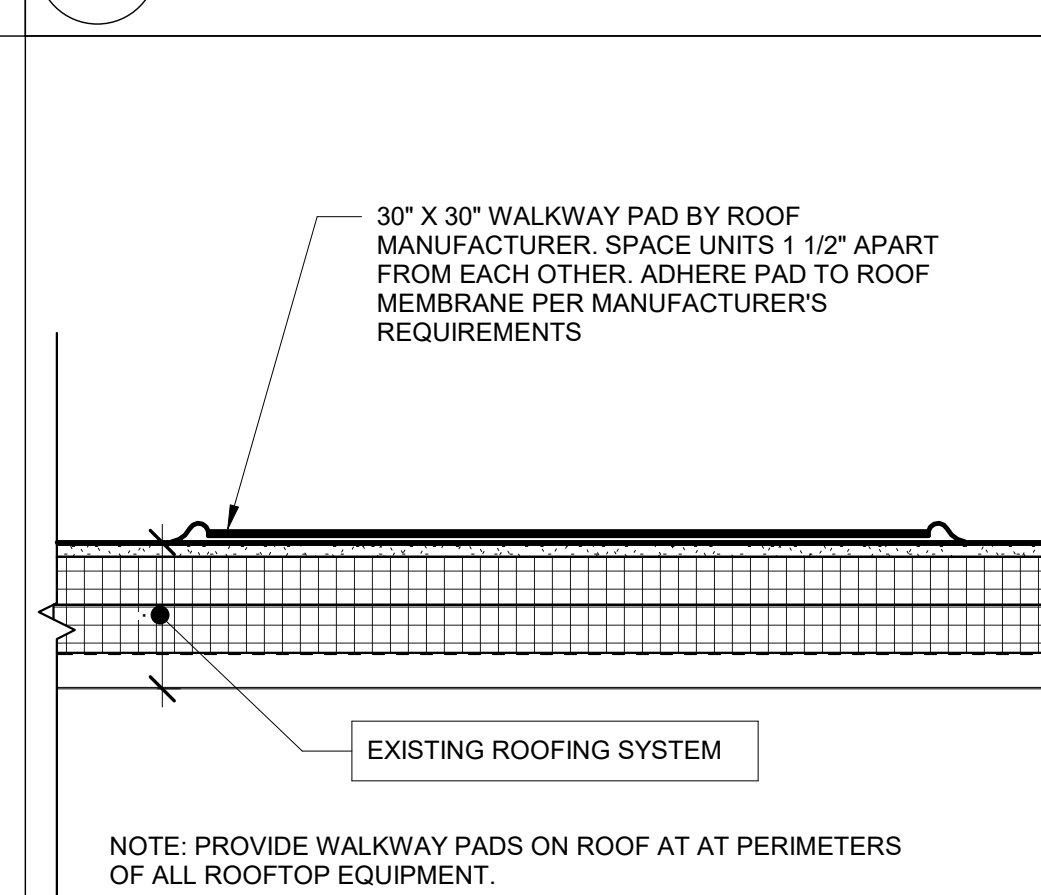 30" X 30" WALKWAY PAD BY ROOF
MANUFACTURER. SPACE UNITS 1 1/2" APART
FROM EACH OTHER. ADHERE PAD TO ROOF
MEMBRANE PER MANUFACTURER'S
REQUIREMENTS
EXISTING ROOFING SYSTEM
NOTE: PROVIDE WALKWAY PADS ON ROOF AT AT PERIMETERS
OF ALL ROOFTOP EQUIPMENT.